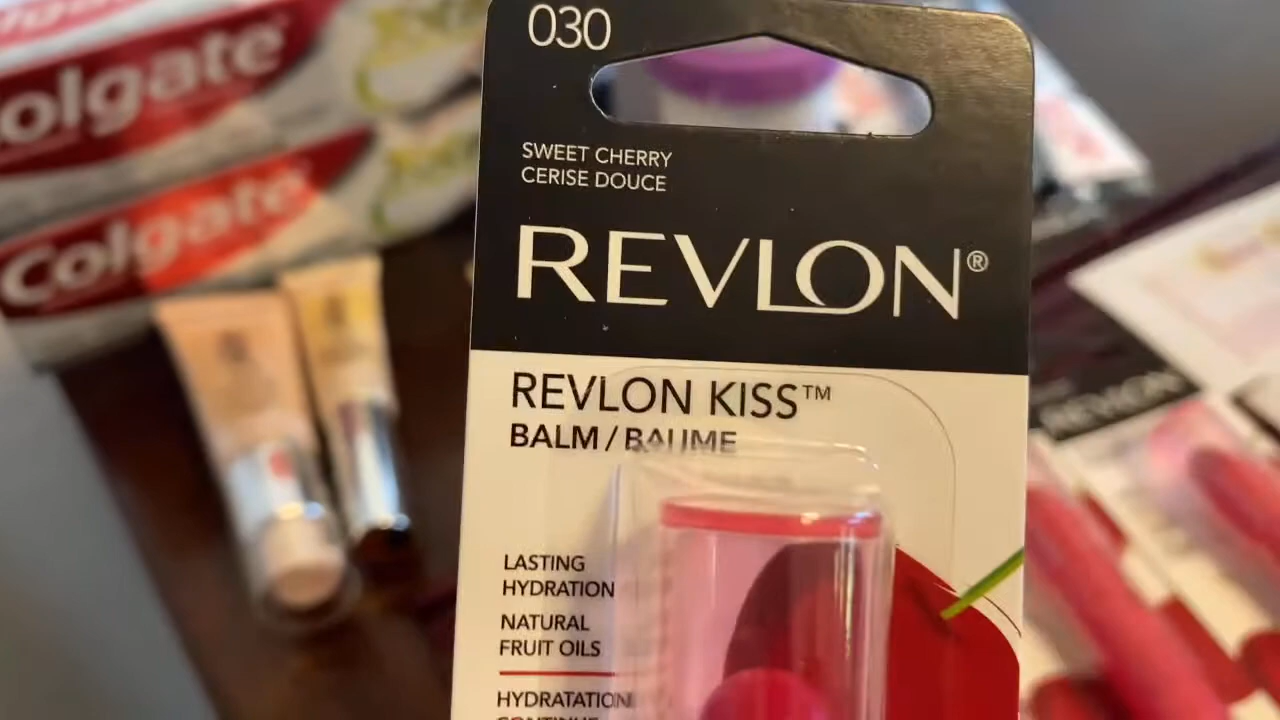 030
SWEET CHERRY
CERISE DOUCE
REVLON®
REVLON KISS™
BALM / BAUME
LASTING
HYDRATION
NATURAL
FRUIT OILS
HYDRATATION
CONTINUE
Colgate
Colgate
REVLON